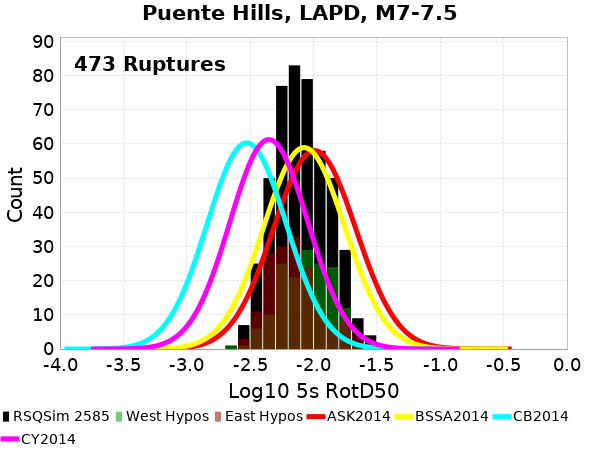 Puente Hills, LAPD, M7-7.5
473 Ruptures
Count
90
80
70
60
50
40
30
20
10
0
-4.0 -3.5 -3.0 -2.5 -2.0 -1.5 -1.0 -0.5 0.0
Log10 5s RotD50
RSQSim 2585 West Hypos East Hypos ASK2014 BSSA2014 CB2014
CY2014